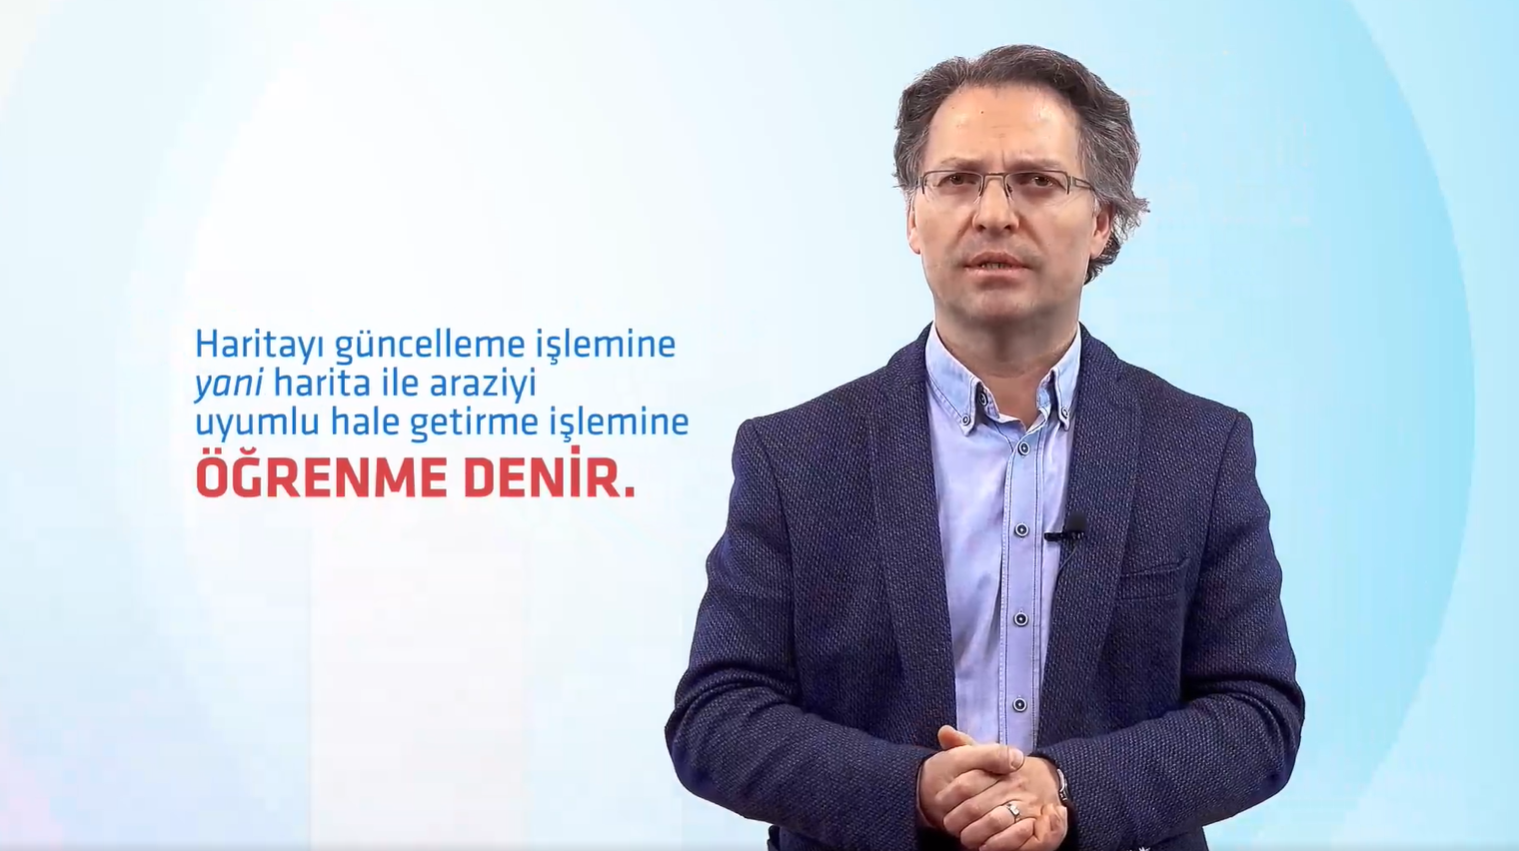 Haritayı güncelleme işlemine
yani harita ile araziyi
uyumlu hale getirme işlemine
ÖĞRENME DENİR.